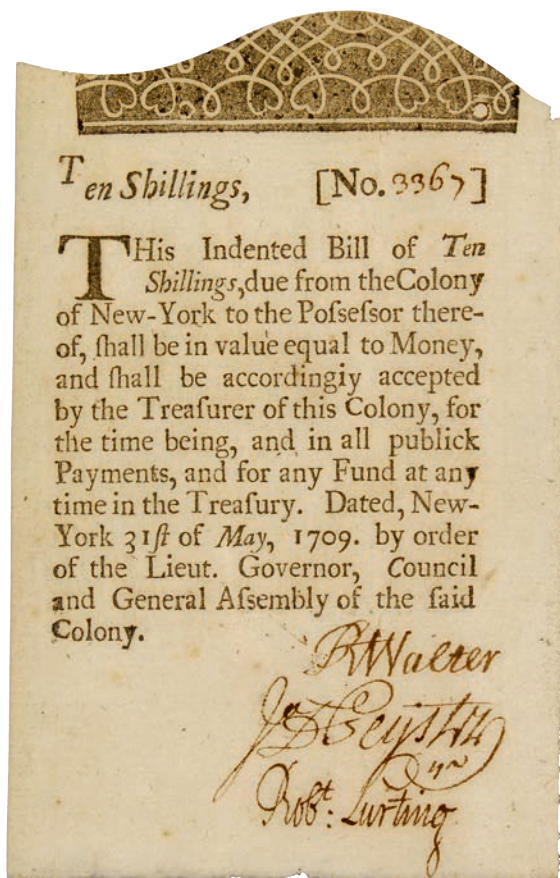 Ten Shillings, [No. 3367]
THis Indented Bill of Ten
Shillings,due from theColony
of New-York to the Poſseſsor there-
of, ſhall be in value equal to Money,
and ſhall be accordingiy accepted
by the Treaſurer of this Colony, for
the time being, and in all publick
Payments, and for any Fund at any
time in the Treaſury. Dated, New-
York 31ſt of May, 1709. by order
of the Lieut. Governor, Council
and General Aſsembly of the ſaid
Colony.
R Walter
Js D Peyster
Junr
Robt: Lurting